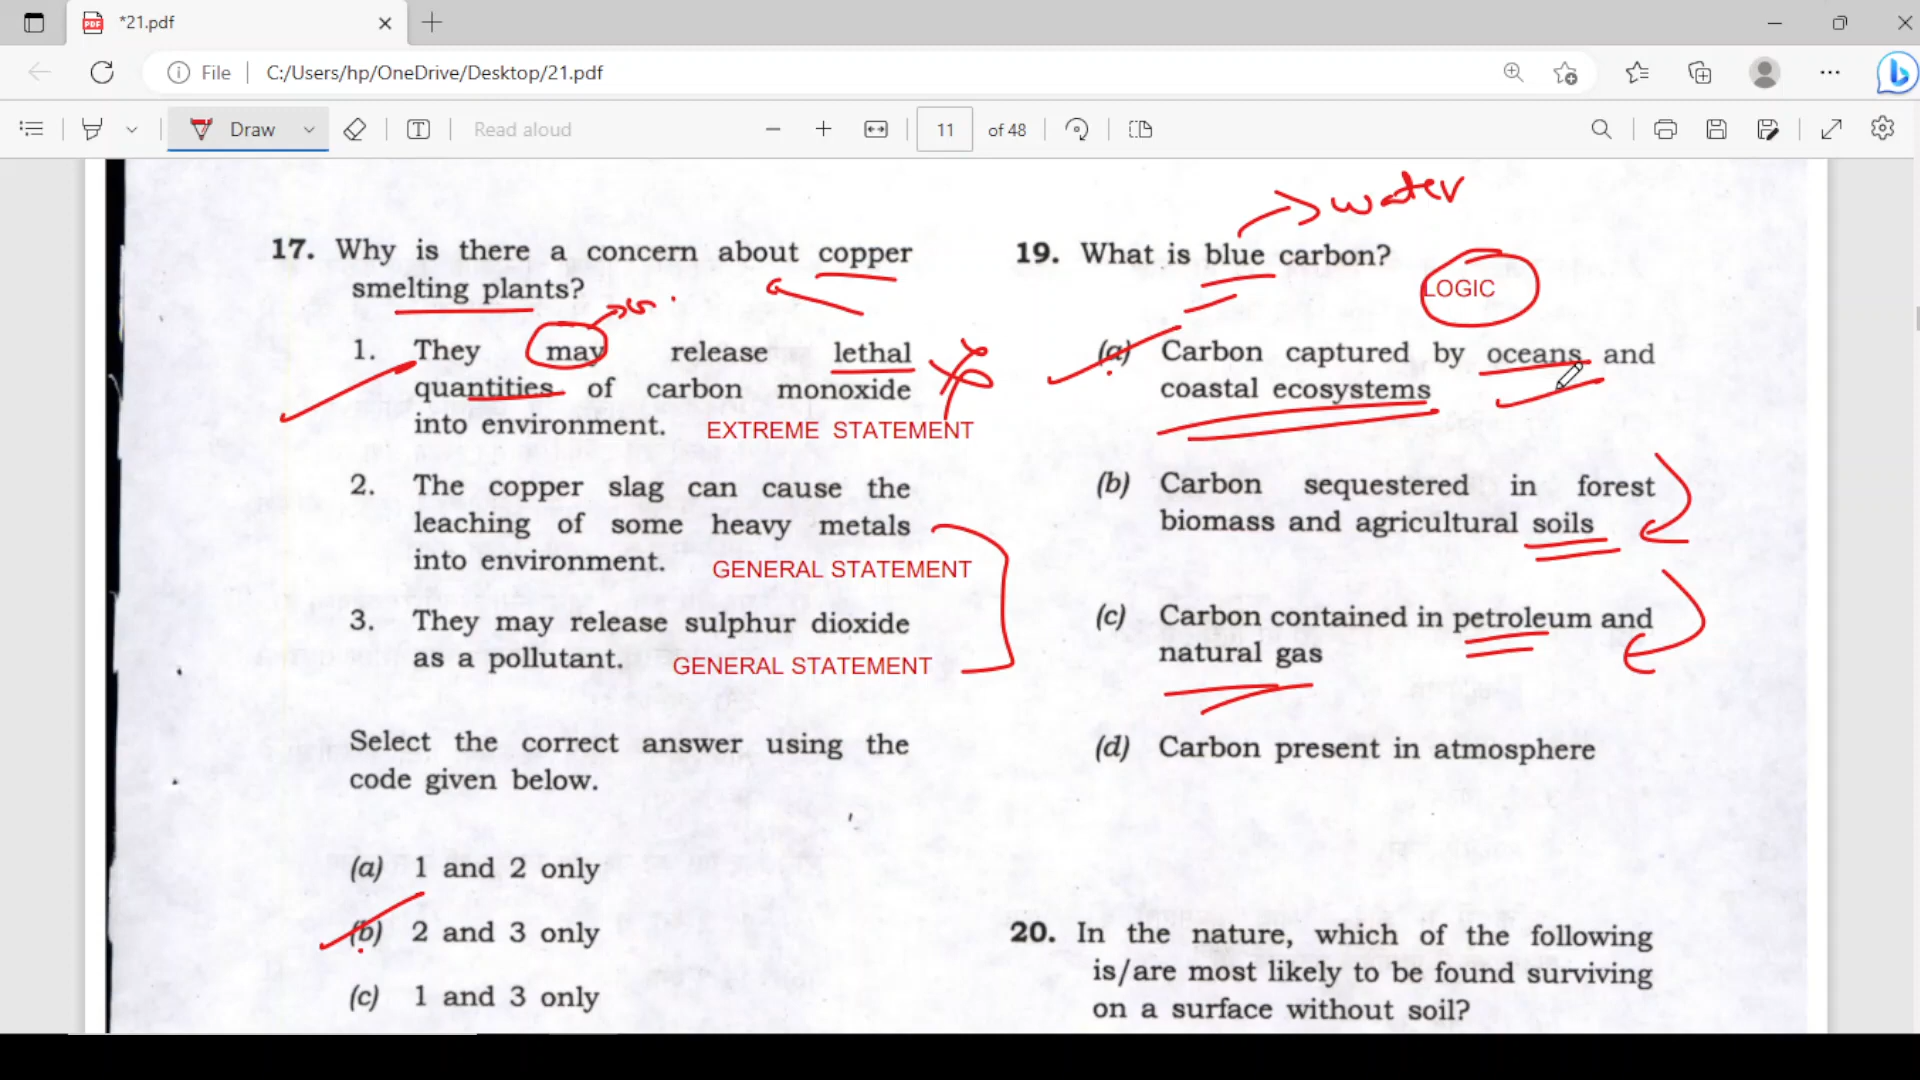 *21.pdf
File
C:/Users/hp/OneDrive/Desktop/21.pdf
Draw
Read aloud
11
of 48
water
17. Why is there a concern about copper
smelting plants?
1. They may release lethal
quantities of carbon monoxide
into environment.
EXTREME STATEMENT
2. The copper slag can cause the
leaching of some heavy metals
into environment.
GENERAL STATEMENT
3. They may release sulphur dioxide
as a pollutant.
GENERAL STATEMENT
Select the correct answer using the
code given below.
(a) 1 and 2 only
(b) 2 and 3 only
(c) 1 and 3 only
19. What is blue carbon?
LOGIC
(a) Carbon captured by oceans and
coastal ecosystems
(b) Carbon sequestered in forest
biomass and agricultural soils
(c) Carbon contained in petroleum and
natural gas
(d) Carbon present in atmosphere
20. In the nature, which of the following
is/are most likely to be found surviving
on a surface without soil?